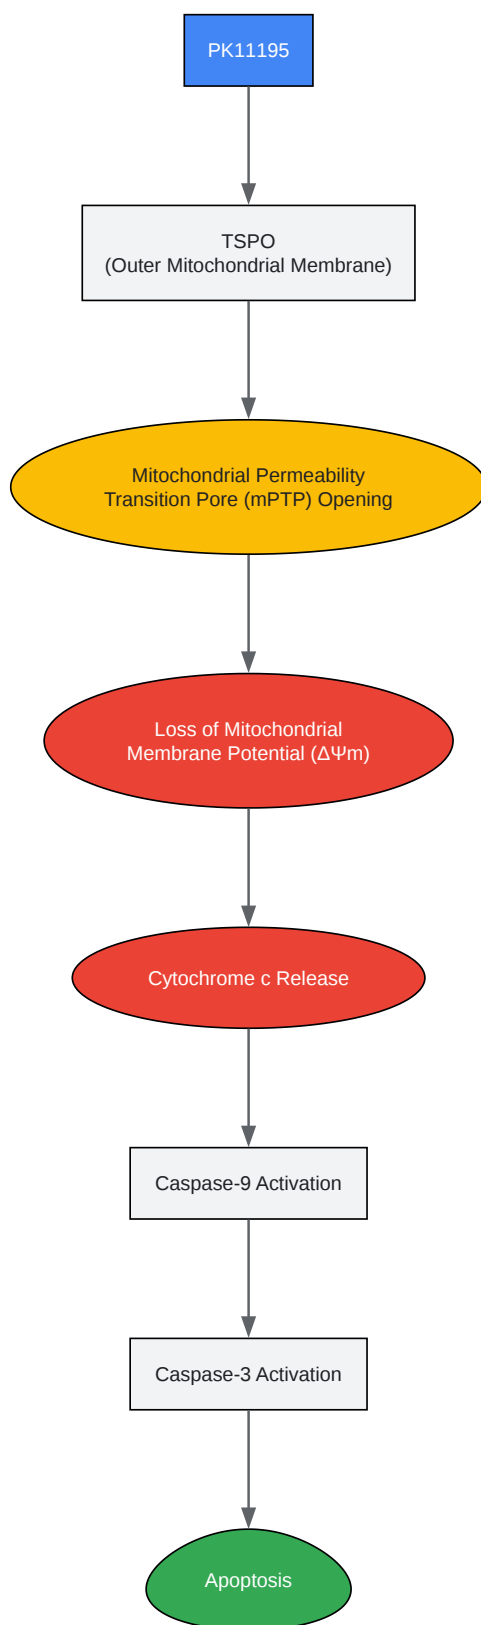 PK11195
TSPO
(Outer Mitochondrial Membrane)
Mitochondrial Permeability
Transition Pore (mPTP) Opening
Loss of Mitochondrial
Membrane Potential (ΔΨm)
Cytochrome c Release
Caspase-9 Activation
Caspase-3 Activation
Apoptosis